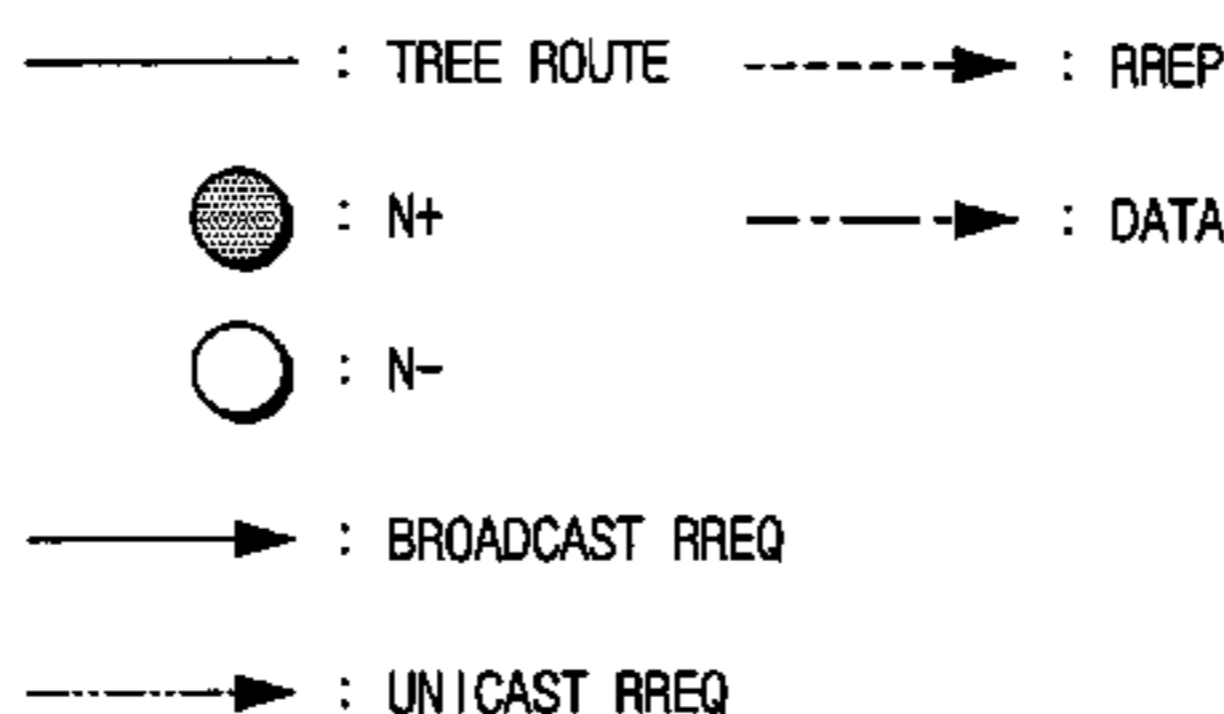 : TREE ROUTE : RREP
: N+ : DATA
: N-
: BROADCAST RREQ
: UNICAST RREQ